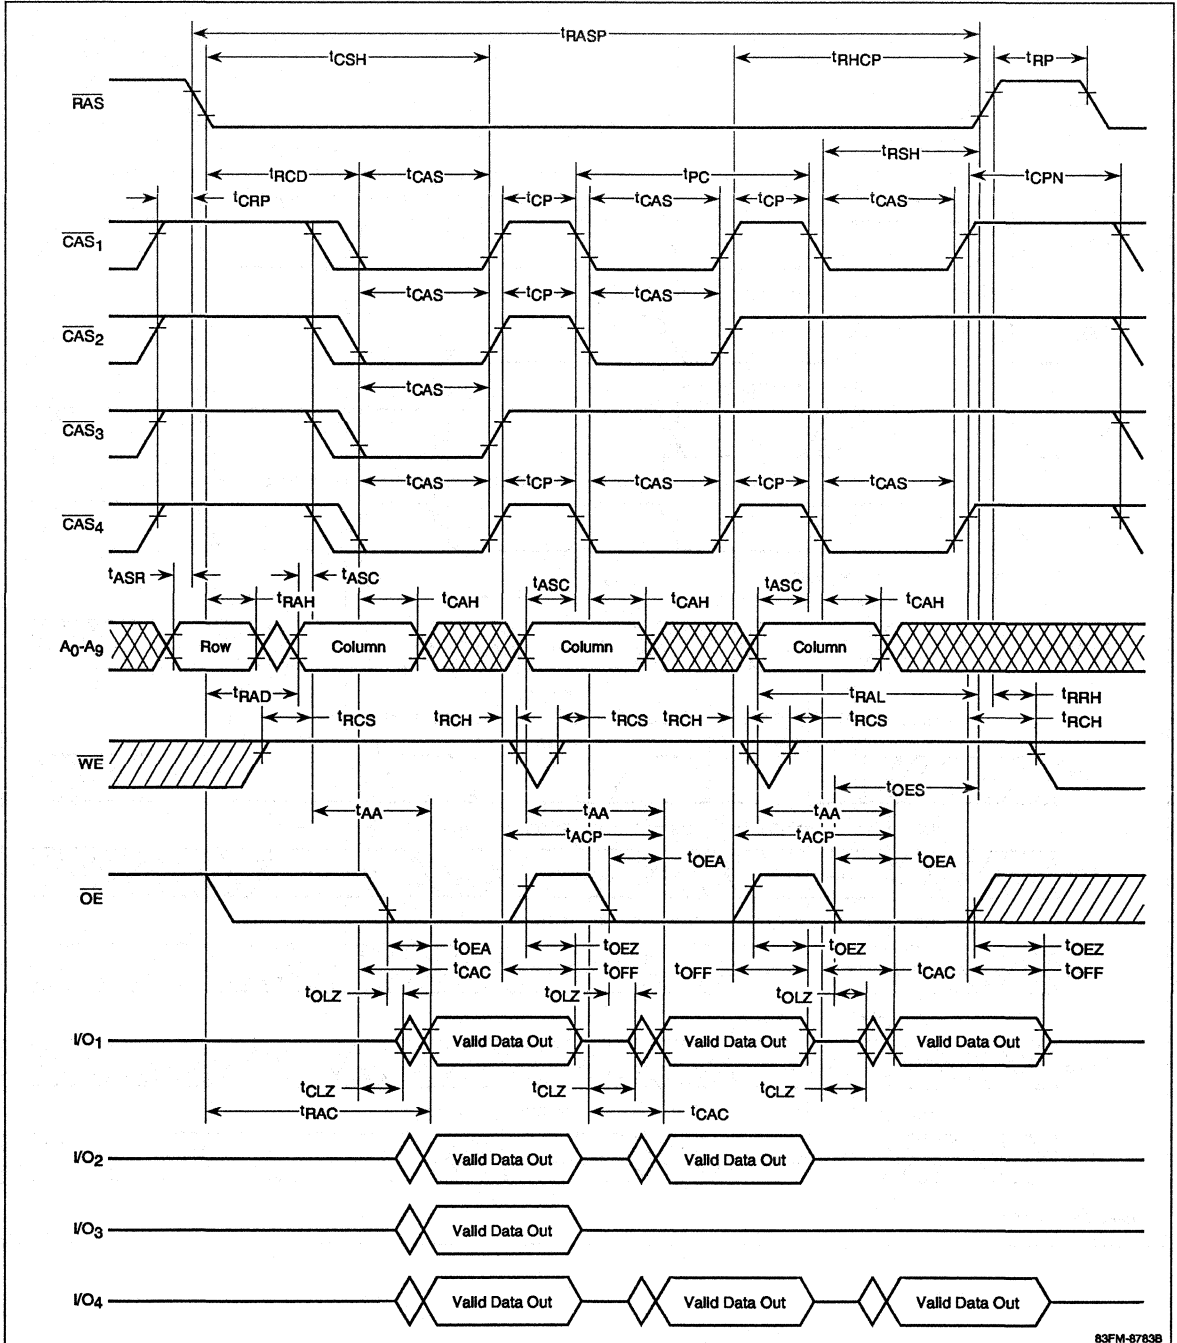 tRASP
tCSH tRHCP tRP
RAS
tRSH
tRCD tCAS tPC tCPN
tCRP tCP tCAS tCP tCAS
CAS1
tCAS tCP tCAS
CAS2
tCAS
CAS3
tCAS tCP tCAS tCP tCAS
CAS4
tASR tASC tASC tASC
tRAH tCAH tCAH tCAH
A0-A9 Row Column Column Column
tRAD tRAL tRRH
tRCS tRCH tRCS tRCH tRCS tRCH
WE
tOES
tAA tAA tAA
tACP tACP
tOEA tOEA
OE
tOEA tOEZ tOEZ tOEZ
tCAC tOFF tOFF tCAC tOFF
tOLZ tOLZ tOLZ
I/O1 Valid Data Out Valid Data Out Valid Data Out
tCLZ tCLZ tCLZ
tRAC tCAC
I/O2 Valid Data Out Valid Data Out
I/O3 Valid Data Out
I/O4 Valid Data Out Valid Data Out Valid Data Out
83FM-8783B